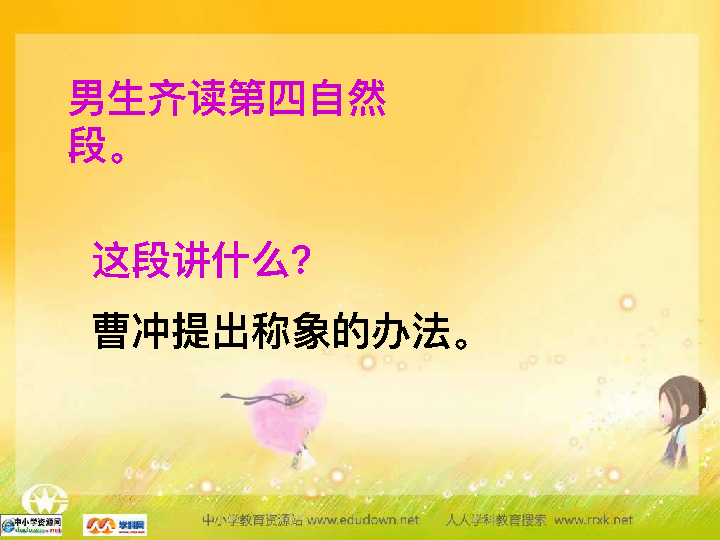 男生齐读第四自然
段。
这段讲什么?
曹冲提出称象的办法。
中小学资源网
学科网
中小学教育资源站 www.edudown.net 人人学科教育搜索 www.rrxk.net